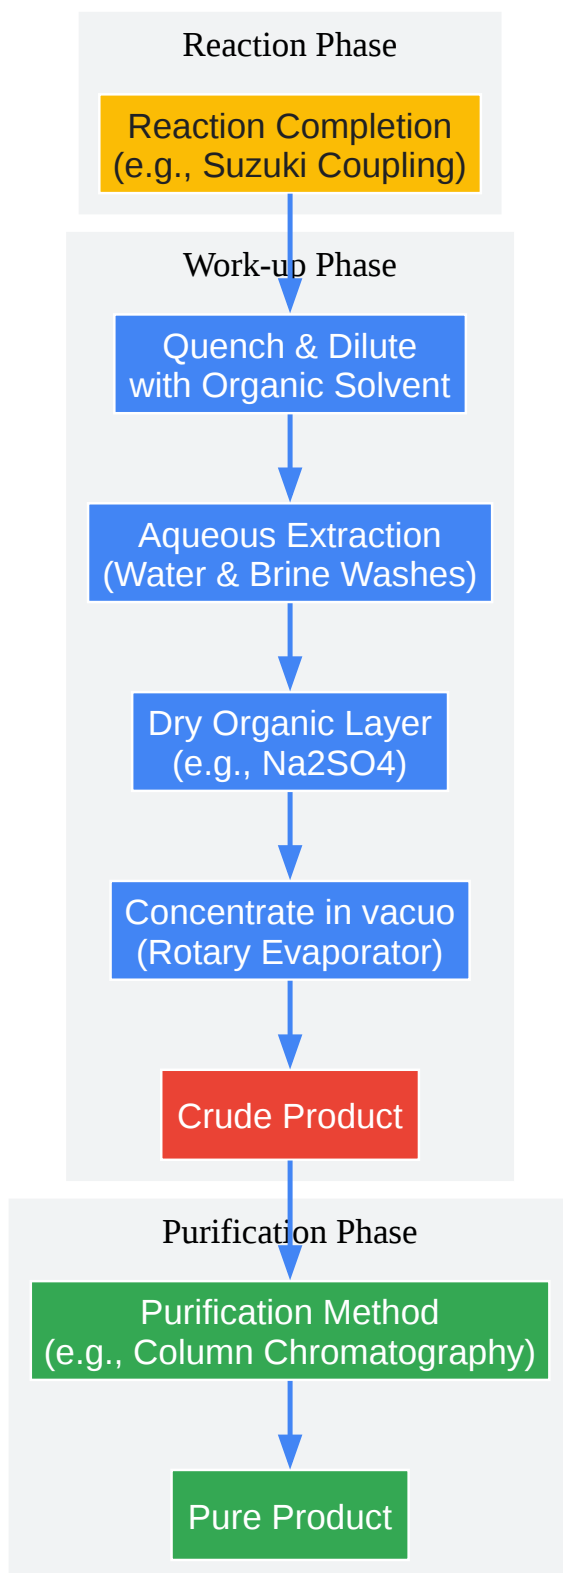 Reaction Phase
Reaction Completion
(e.g., Suzuki Coupling)
Work-up Phase
Quench & Dilute
with Organic Solvent
Aqueous Extraction
(Water & Brine Washes)
Dry Organic Layer
(e.g., Na2SO4)
Concentrate in vacuo
(Rotary Evaporator)
Crude Product
Purification Phase
Purification Method
(e.g., Column Chromatography)
Pure Product